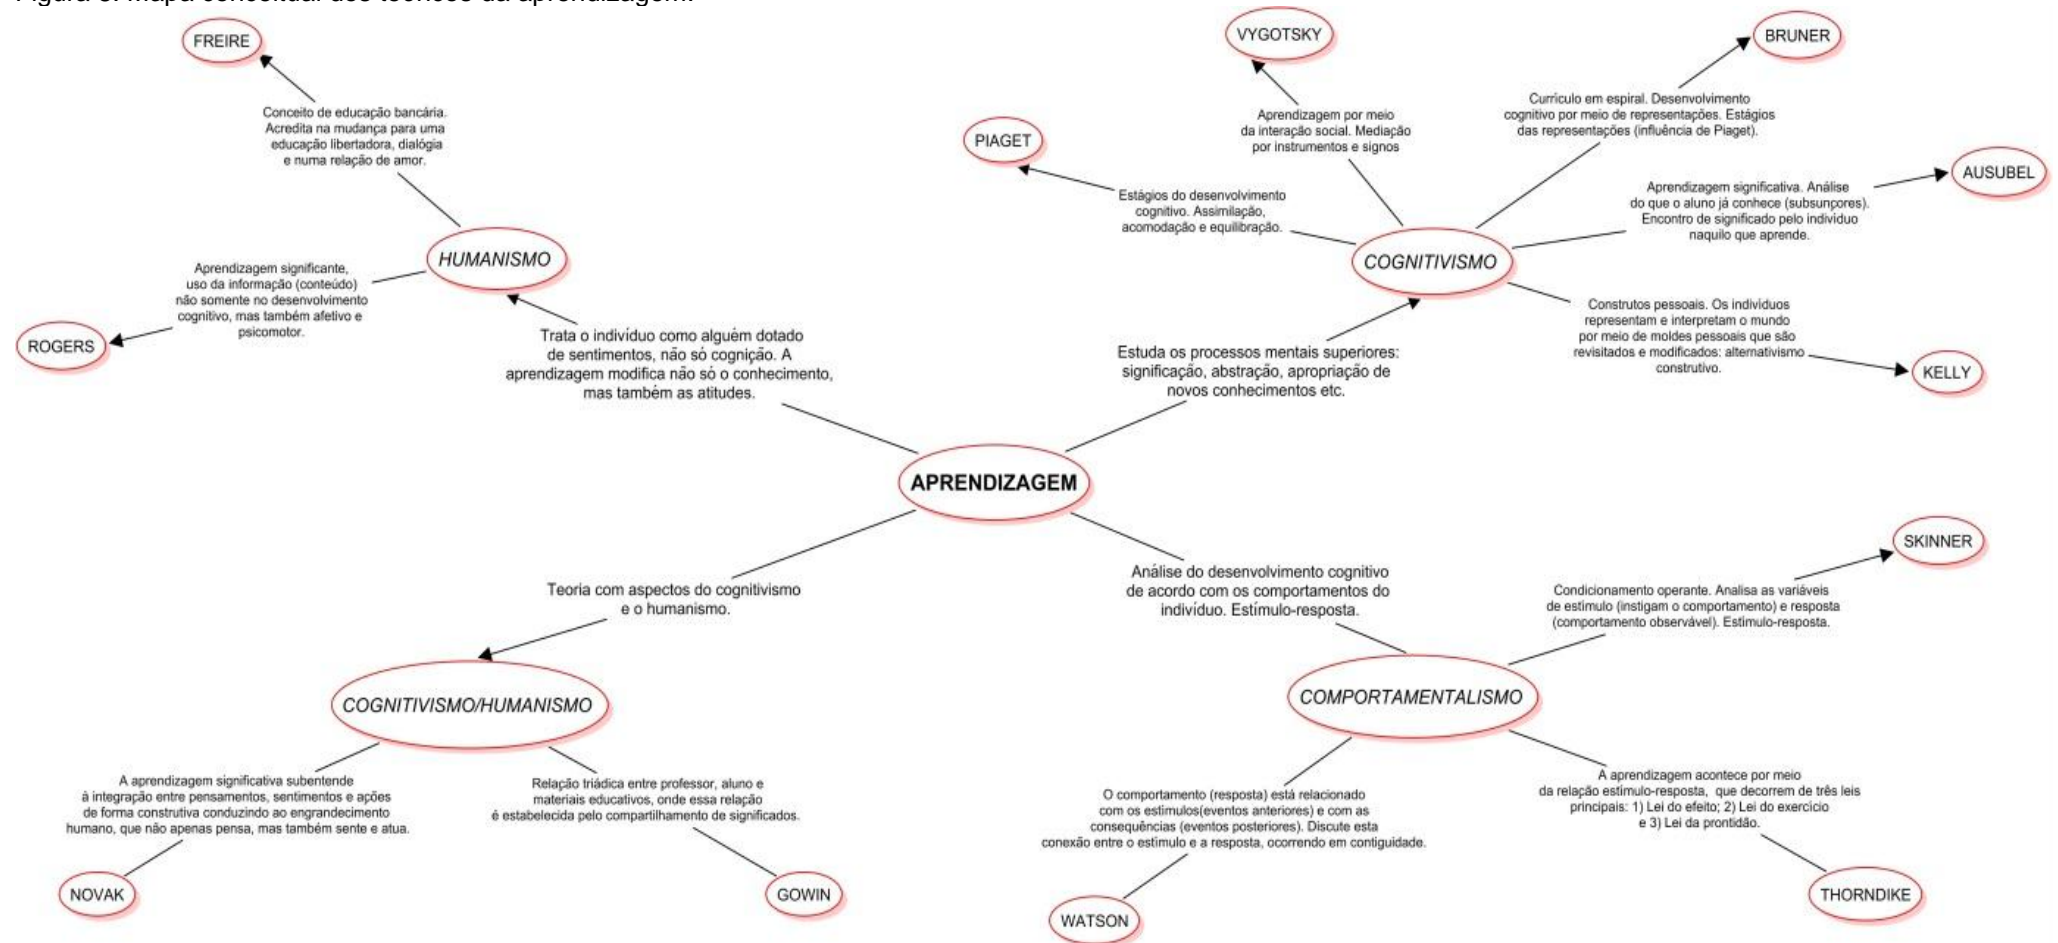 Figura 3: Mapa conceitual dos teóricos da aprendizagem.
FREIRE
Conceito de educação bancária.
Acredita na mudança para uma
educação libertadora, dialógia
e numa relação de amor.
HUMANISMO
Aprendizagem significante,
uso da informação (conteúdo)
não somente no desenvolvimento
cognitivo, mas também afetivo e
psicomotor.
ROGERS
Trata o indivíduo como alguém dotado
de sentimentos, não só cognição. A
aprendizagem modifica não só o conhecimento,
mas também as atitudes.
VYGOTSKY
Aprendizagem por meio
da interação social. Mediação
por instrumentos e signos
BRUNER
Currículo em espiral. Desenvolvimento
cognitivo por meio de representações. Estágios
das representações (influência de Piaget).
PIAGET
Estágios do desenvolvimento
cognitivo. Assimilação,
acomodação e equilibração.
AUSUBEL
Aprendizagem significativa. Análise
do que o aluno já conhece (subsunçores).
Encontro de significado pelo indivíduo
naquilo que aprende.
COGNITIVISMO
Construtos pessoais. Os indivíduos
representam e interpretam o mundo
por meio de moldes pessoais que são
revisitados e modificados: alternativismo
construtivo.
KELLY
Estuda os processos mentais superiores:
significação, abstração, apropriação de
novos conhecimentos etc.
APRENDIZAGEM
Teoria com aspectos do cognitivismo
e o humanismo.
COGNITIVISMO/HUMANISMO
A aprendizagem significativa subentende
à integração entre pensamentos, sentimentos e ações
de forma construtiva conduzindo ao engrandecimento
humano, que não apenas pensa, mas também sente e atua.
NOVAK
Relação triádica entre professor, aluno e
materiais educativos, onde essa relação
é estabelecida pelo compartilhamento de significados.
GOWIN
Análise do desenvolvimento cognitivo
de acordo com os comportamentos do
indivíduo. Estímulo-resposta.
SKINNER
Condicionamento operante. Analisa as variáveis
de estímulo (instigam o comportamento) e resposta
(comportamento observável). Estímulo-resposta.
COMPORTAMENTALISMO
O comportamento (resposta) está relacionado
com os estímulos(eventos anteriores) e com as
consequências (eventos posteriores). Discute esta
conexão entre o estímulo e a resposta, ocorrendo em contiguidade.
WATSON
A aprendizagem acontece por meio
da relação estímulo-resposta, que decorrem de três leis
principais: 1) Lei do efeito; 2) Lei do exercício
e 3) Lei da prontidão.
THORNDIKE